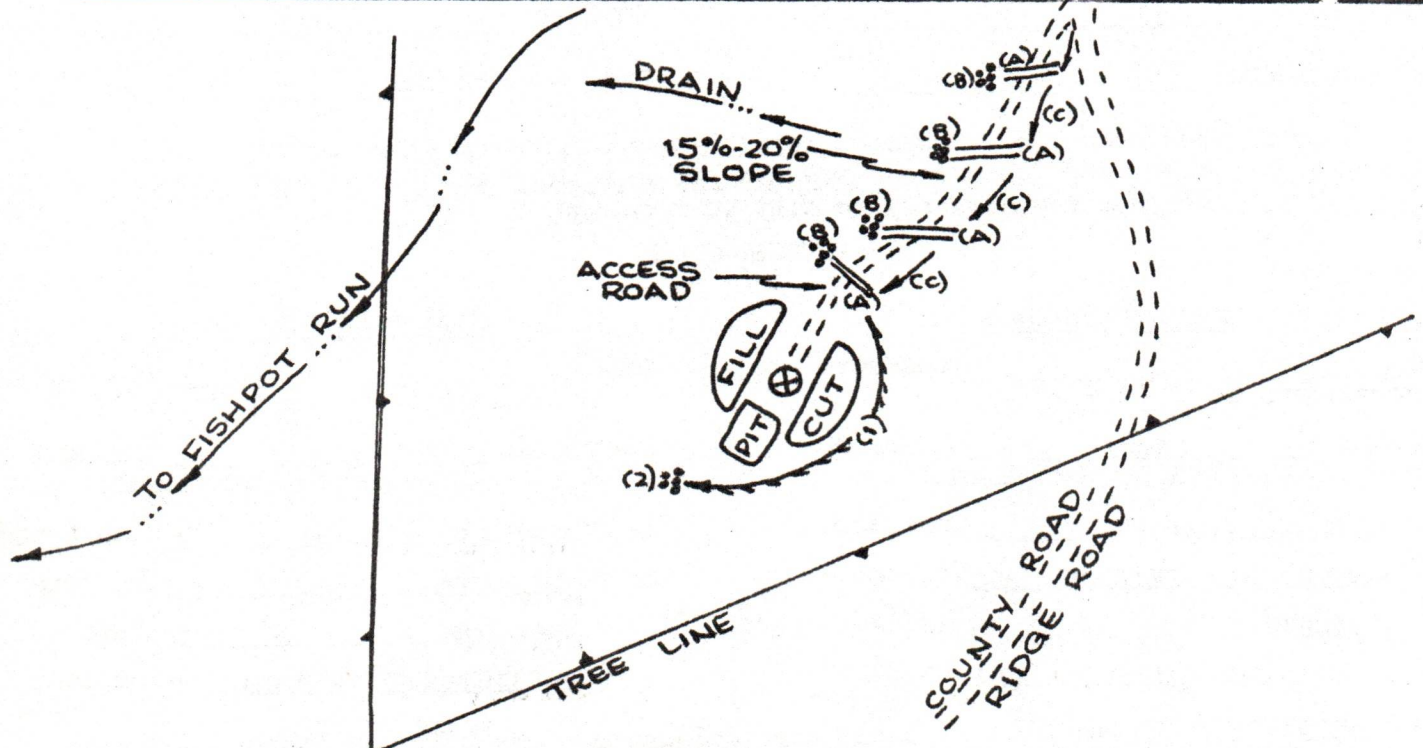 DRAIN
15%-20%
SLOPE
(A)
(B)
(C)
(B)
(A)
(C)
(B)
(A)
(B)
(C)
(A)
ACCESS
ROAD
FILL
CUT
PIT
(1)
(2)
TO FISHPOT RUN
TREE LINE
COUNTY ROAD
RIDGE ROAD